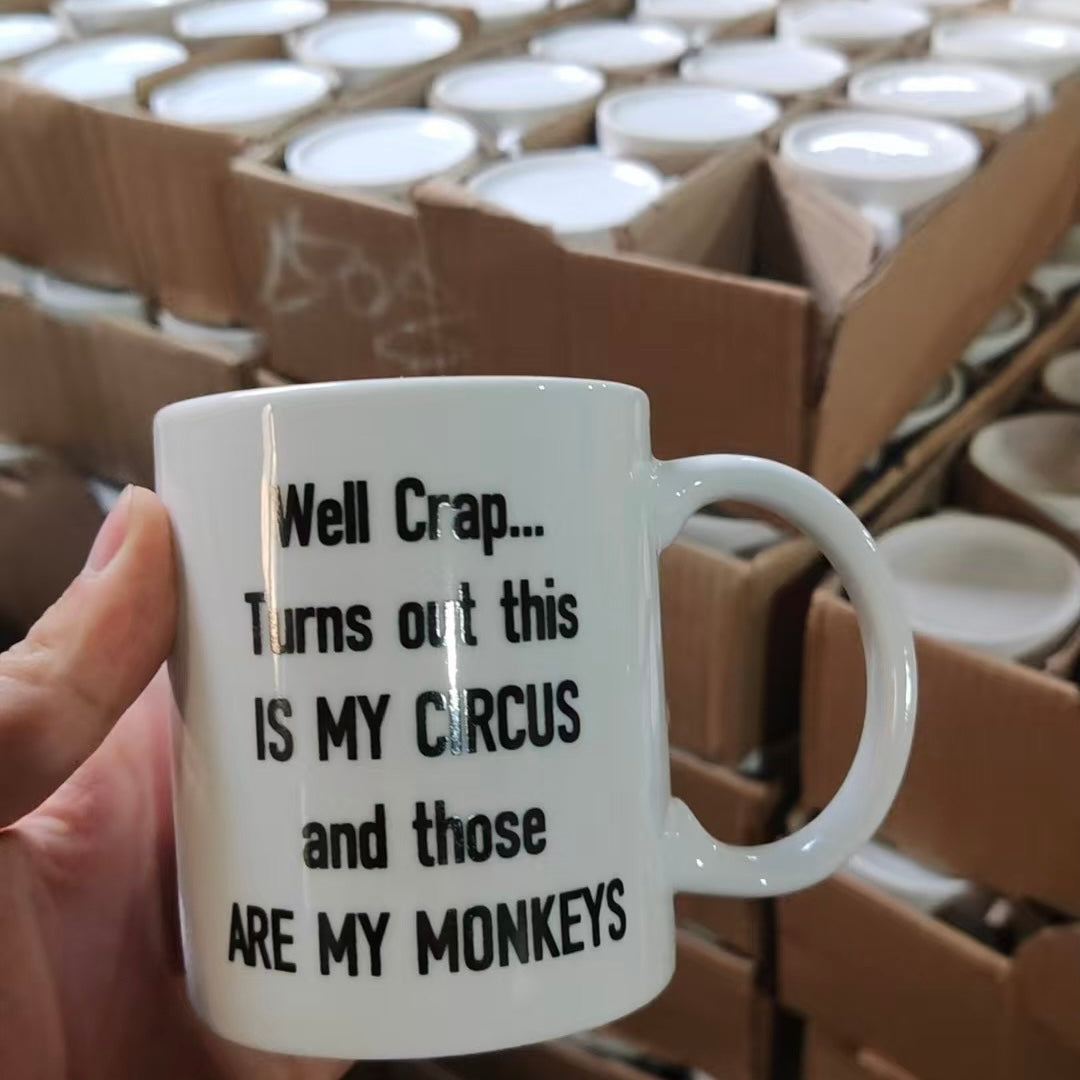 Well Crap...
Turns out this
IS MY CIRCUS
and those
ARE MY MONKEYS